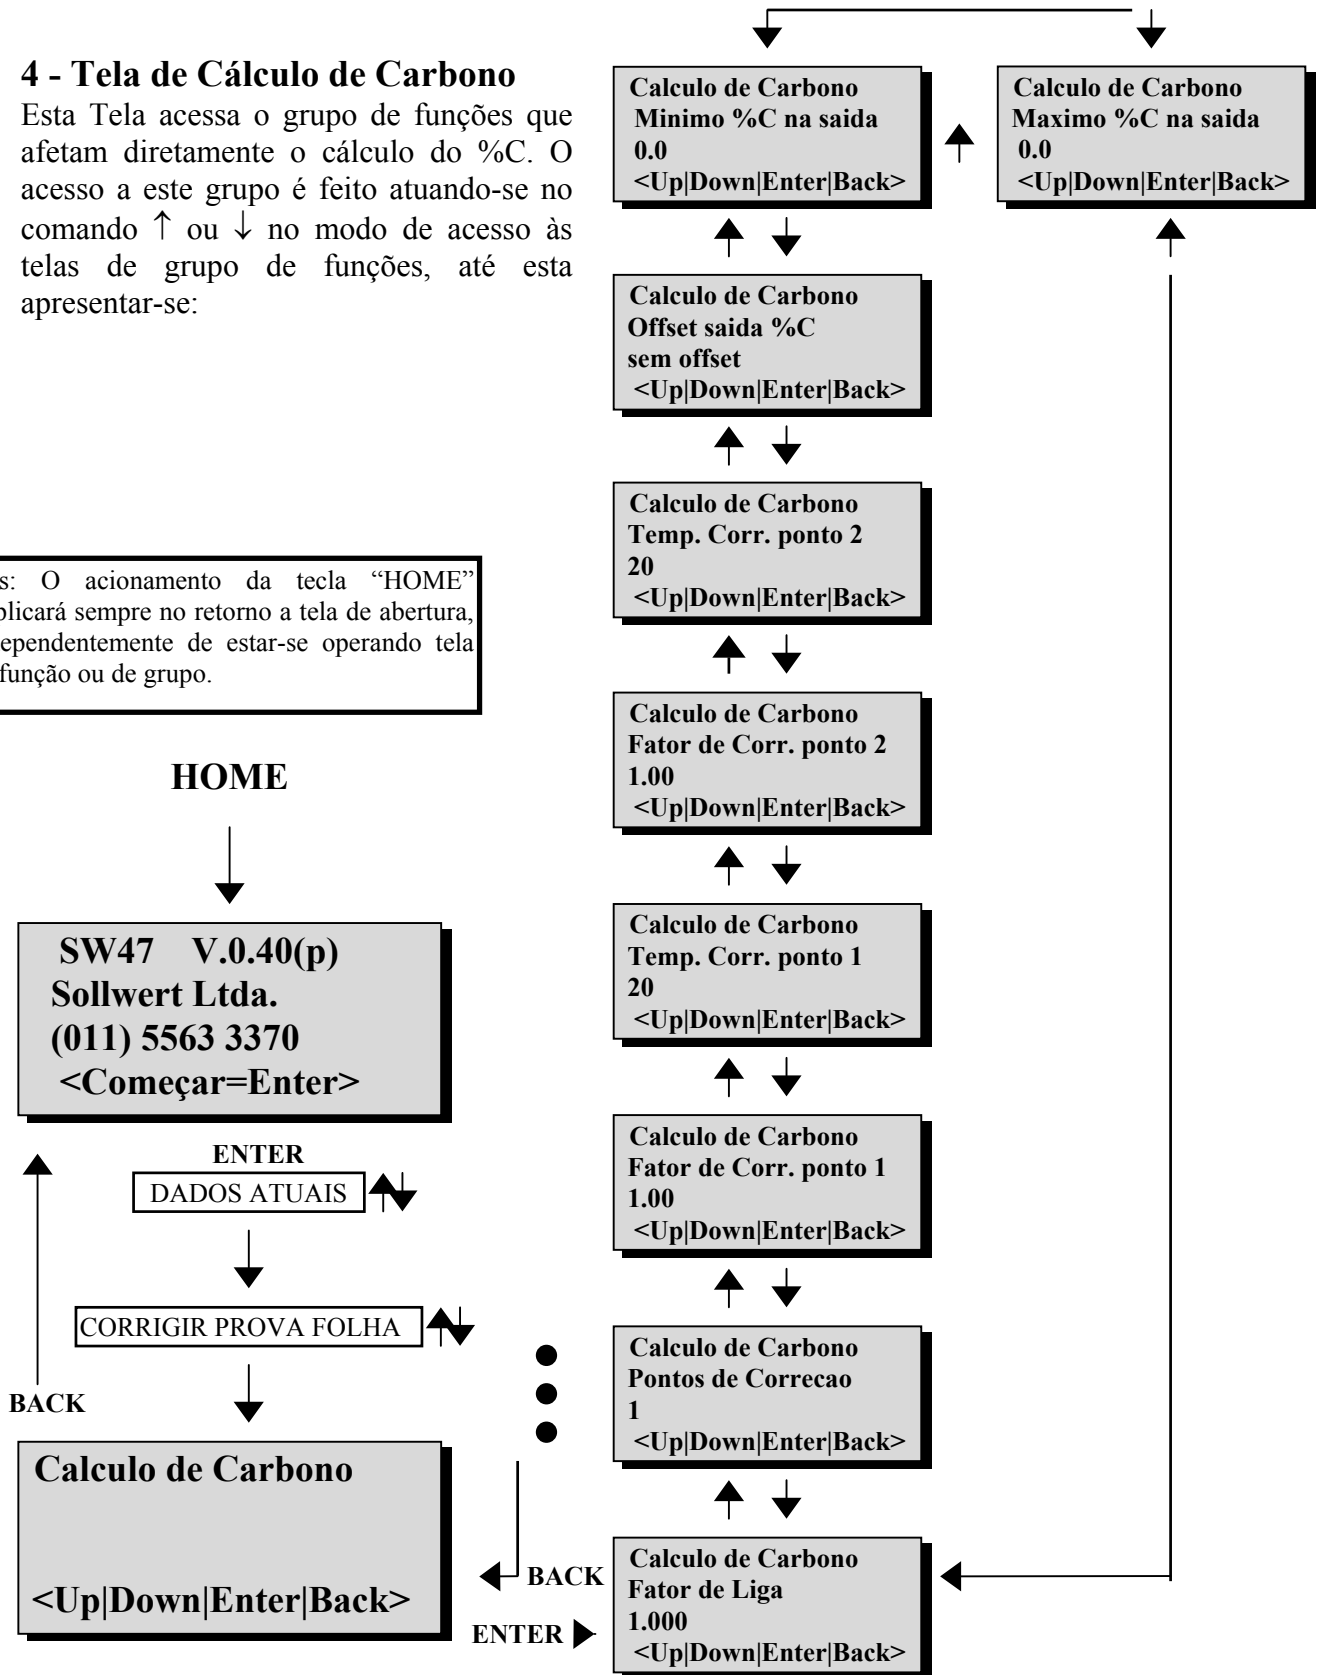 4 - Tela de Cálculo de Carbono
Esta Tela acessa o grupo de funções que
afetam diretamente o cálculo do %C. O
acesso a este grupo é feito atuando-se no
comando ↑ ou ↓ no modo de acesso às
telas de grupo de funções, até esta
apresentar-se:
s: O acionamento da tecla “HOME”
plicará sempre no retorno a tela de abertura,
ependentemente de estar-se operando tela
função ou de grupo.
HOME
SW47 V.0.40(p)
Sollwert Ltda.
(011) 5563 3370
<Começar=Enter>
ENTER
DADOS ATUAIS
CORRIGIR PROVA FOLHA
BACK
Calculo de Carbono
<Up|Down|Enter|Back>
BACK
ENTER
Calculo de Carbono
Minimo %C na saida
0.0
<Up|Down|Enter|Back>
Calculo de Carbono
Maximo %C na saida
0.0
<Up|Down|Enter|Back>
Calculo de Carbono
Offset saida %C
sem offset
<Up|Down|Enter|Back>
Calculo de Carbono
Temp. Corr. ponto 2
20
<Up|Down|Enter|Back>
Calculo de Carbono
Fator de Corr. ponto 2
1.00
<Up|Down|Enter|Back>
Calculo de Carbono
Temp. Corr. ponto 1
20
<Up|Down|Enter|Back>
Calculo de Carbono
Fator de Corr. ponto 1
1.00
<Up|Down|Enter|Back>
Calculo de Carbono
Pontos de Correcao
1
<Up|Down|Enter|Back>
Calculo de Carbono
Fator de Liga
1.000
<Up|Down|Enter|Back>